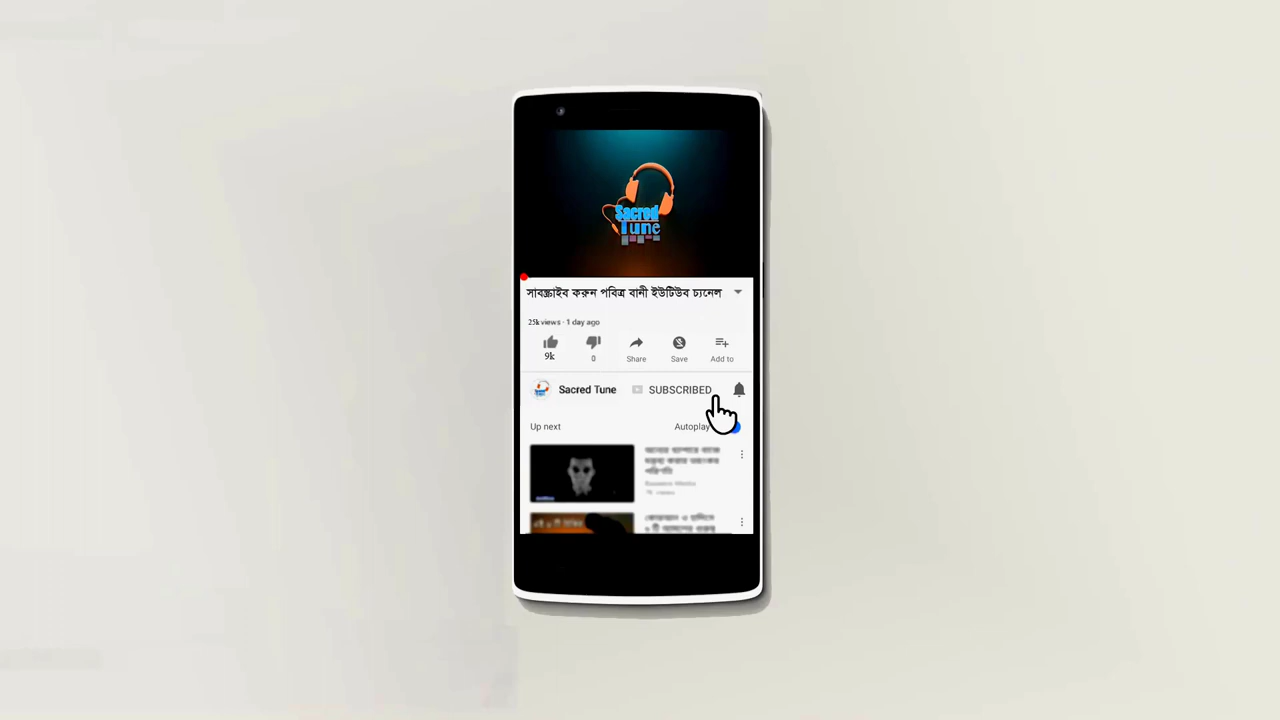 Sacred
Tune
সাবস্ক্রাইব করুন পবিত্র বানী ইউটিউব চ্যনেল
25k views · 1 day ago
9k
0
Share
Save
Add to
Sacred Tune
SUBSCRIBED
Up next
Autoplay